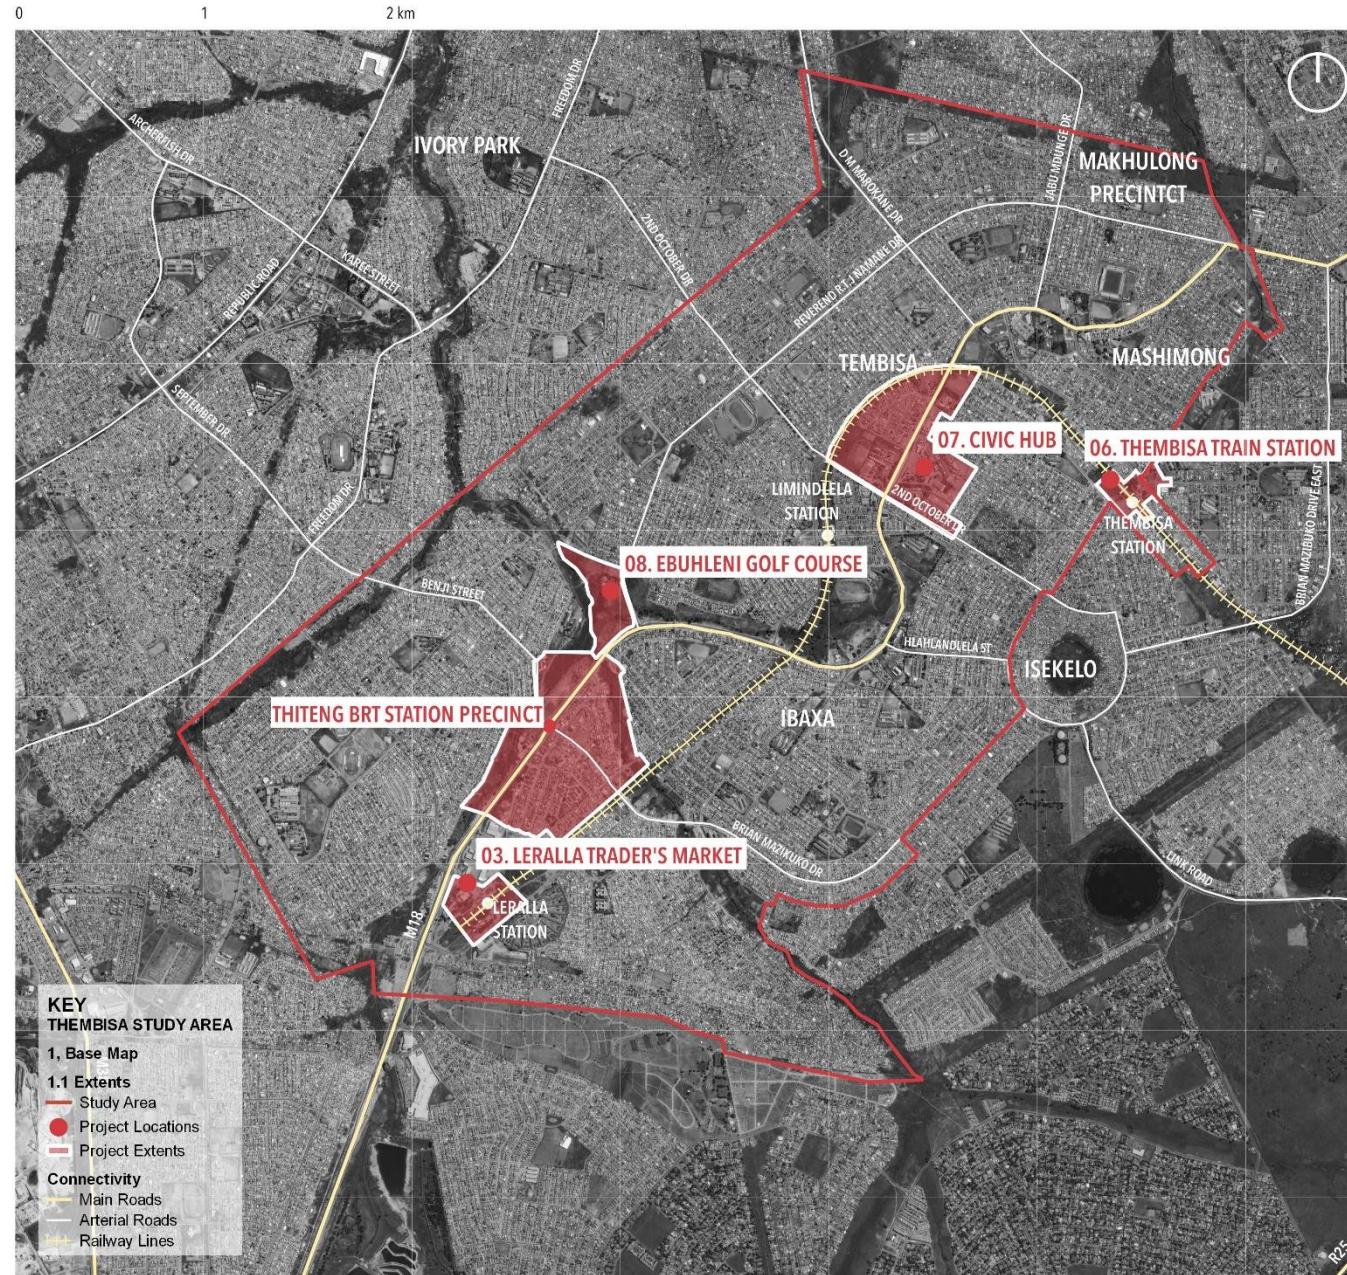 0 1 2 km
FREEDOM DR
ARCHERFISH DR
IVORY PARK
D M MAROKANE DR
JABU MDUNGE DR
MAKHULONG
PRECINTCT
2ND OCTOBER DR
KAREE STREET
REPUBLIC ROAD
REVEREND R.T.J NAMANE DR
TEMBISA
MASHIMONG
SEPTEMBER DR
07. CIVIC HUB
06. THEMBISA TRAIN STATION
FREEDOM DR
LIMINDLELA
STATION
2ND OCTOBER DR
THEMBISA
STATION
BRIAN MAZIBUKO DRIVE EAST
08. EBUHLENI GOLF COURSE
BENJI STREET
HLAHLANDLELA ST
ISEKELO
THITENG BRT STATION PRECINCT
IBAXA
BRIAN MAZIKUKO DR
03. LERALLA TRADER'S MARKET
LINK ROAD
LERALLA
STATION
M18
KEY
THEMBISA STUDY AREA
1, Base Map
1.1 Extents
Study Area
Project Locations
Project Extents
Connectivity
Main Roads
Arterial Roads
Railway Lines
R25